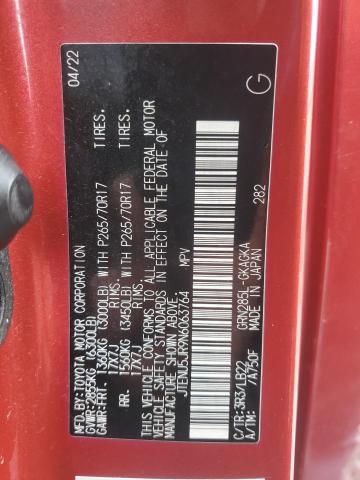 MFD. BY: TOYOTA MOTOR CORPORATION 04/22
GVWR: 2855KG (6300LB)
GAWR:FRT. 1360KG (3000LB) WITH P265/70R17 TIRES,
17X7J RIMS,
RR. 1560KG (3450LB) WITH P265/70R17 TIRES,
17X7J RIMS,
THIS VEHICLE CONFORMS TO ALL APPLICABLE FEDERAL MOTOR
VEHICLE SAFETY STANDARDS IN EFFECT ON THE DATE OF
MANUFACTURE SHOWN ABOVE.
JTENU5JR9N6063764 MPV
G
C/TR: 3R3/LB22 GRN285L-GKAGKA 282
A/TM: /A750F MADE IN JAPAN